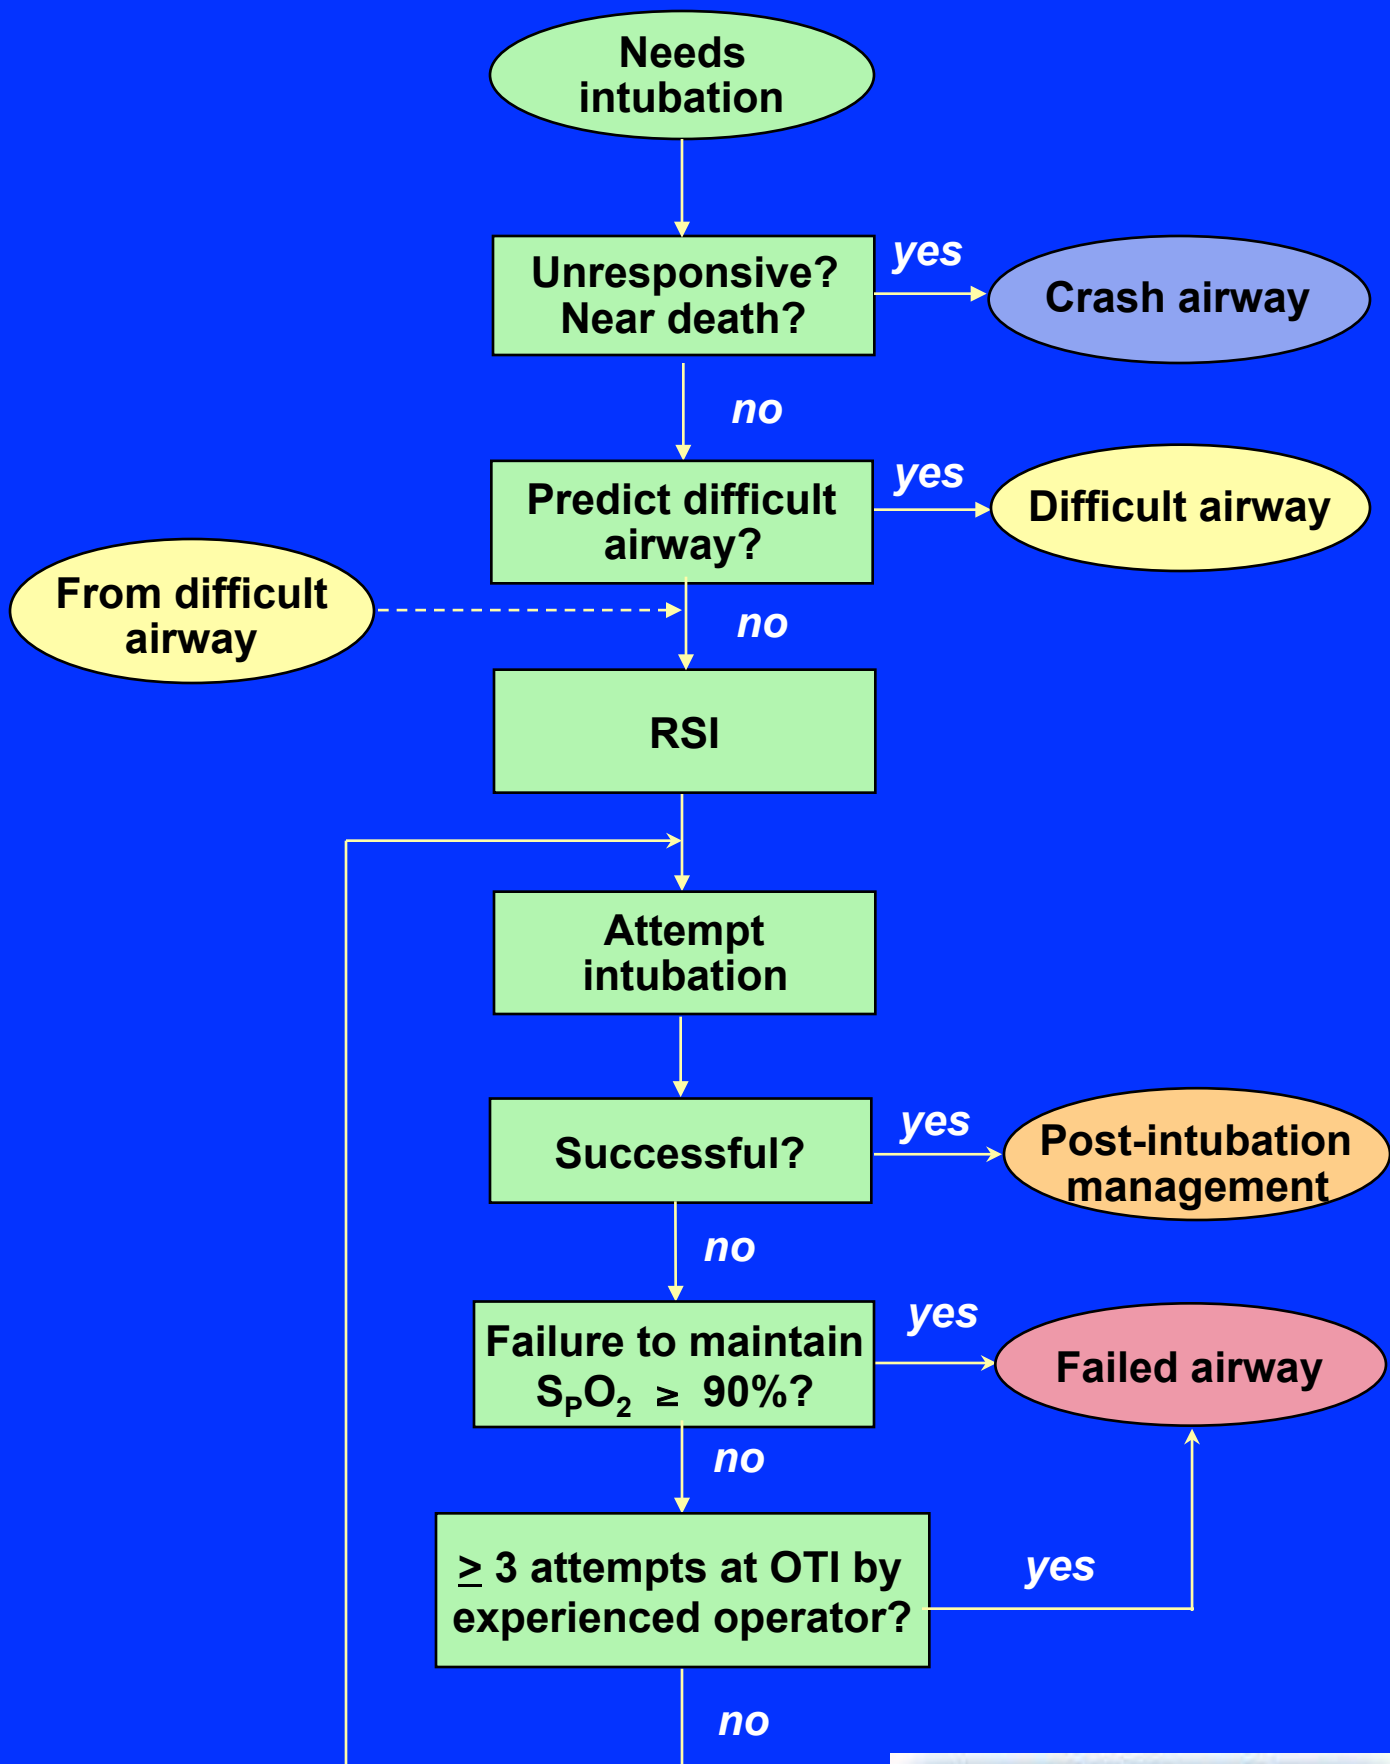 Needs
intubation
Unresponsive?
Near death?
yes
Crash airway
no
Predict difficult
airway?
yes
Difficult airway
From difficult
airway
no
RSI
Attempt
intubation
Successful?
yes
Post-intubation
management
no
Failure to maintain
SPO2 ≥ 90%?
yes
Failed airway
no
≥ 3 attempts at OTI by
experienced operator?
yes
no